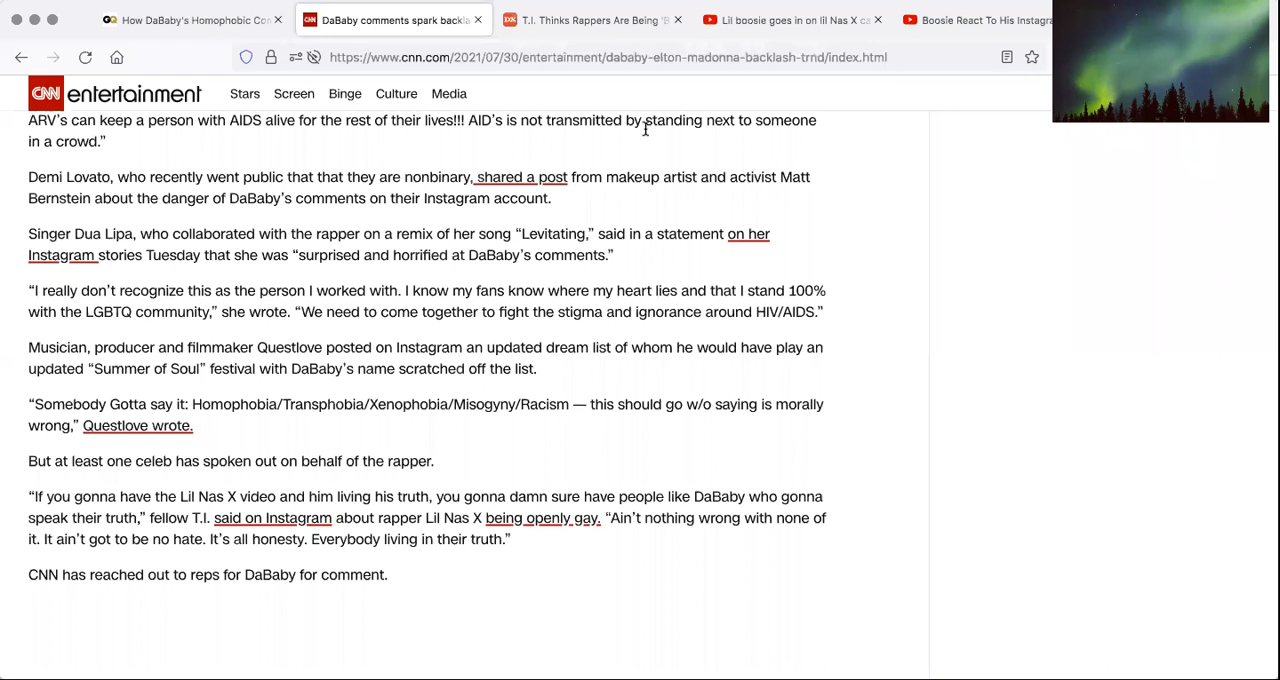 How DaBaby's Homophobic Co
DaBaby comments spark backla
T.I. Thinks Rappers Are Being 'B
Lil boosie goes in on lil Nas X ca
Boosie React To His Instagra
https://www.cnn.com/2021/07/30/entertainment/dababy-elton-madonna-backlash-trnd/index.html
CNN entertainment Stars Screen Binge Culture Media
ARV's can keep a person with AIDS alive for the rest of their lives!!! AID's is not transmitted by standing next to someone
in a crowd.”
Demi Lovato, who recently went public that that they are nonbinary, shared a post from makeup artist and activist Matt
Bernstein about the danger of DaBaby's comments on their Instagram account.
Singer Dua Lipa, who collaborated with the rapper on a remix of her song “Levitating,” said in a statement on her
Instagram stories Tuesday that she was “surprised and horrified at DaBaby's comments.”
“I really don't recognize this as the person I worked with. I know my fans know where my heart lies and that I stand 100%
with the LGBTQ community,” she wrote. “We need to come together to fight the stigma and ignorance around HIV/AIDS.”
Musician, producer and filmmaker Questlove posted on Instagram an updated dream list of whom he would have play an
updated “Summer of Soul” festival with DaBaby's name scratched off the list.
“Somebody Gotta say it: Homophobia/Transphobia/Xenophobia/Misogyny/Racism — this should go w/o saying is morally
wrong,” Questlove wrote.
But at least one celeb has spoken out on behalf of the rapper.
“If you gonna have the Lil Nas X video and him living his truth, you gonna damn sure have people like DaBaby who gonna
speak their truth,” fellow T.I. said on Instagram about rapper Lil Nas X being openly gay. “Ain't nothing wrong with none of
it. It ain't got to be no hate. It's all honesty. Everybody living in their truth.”
CNN has reached out to reps for DaBaby for comment.